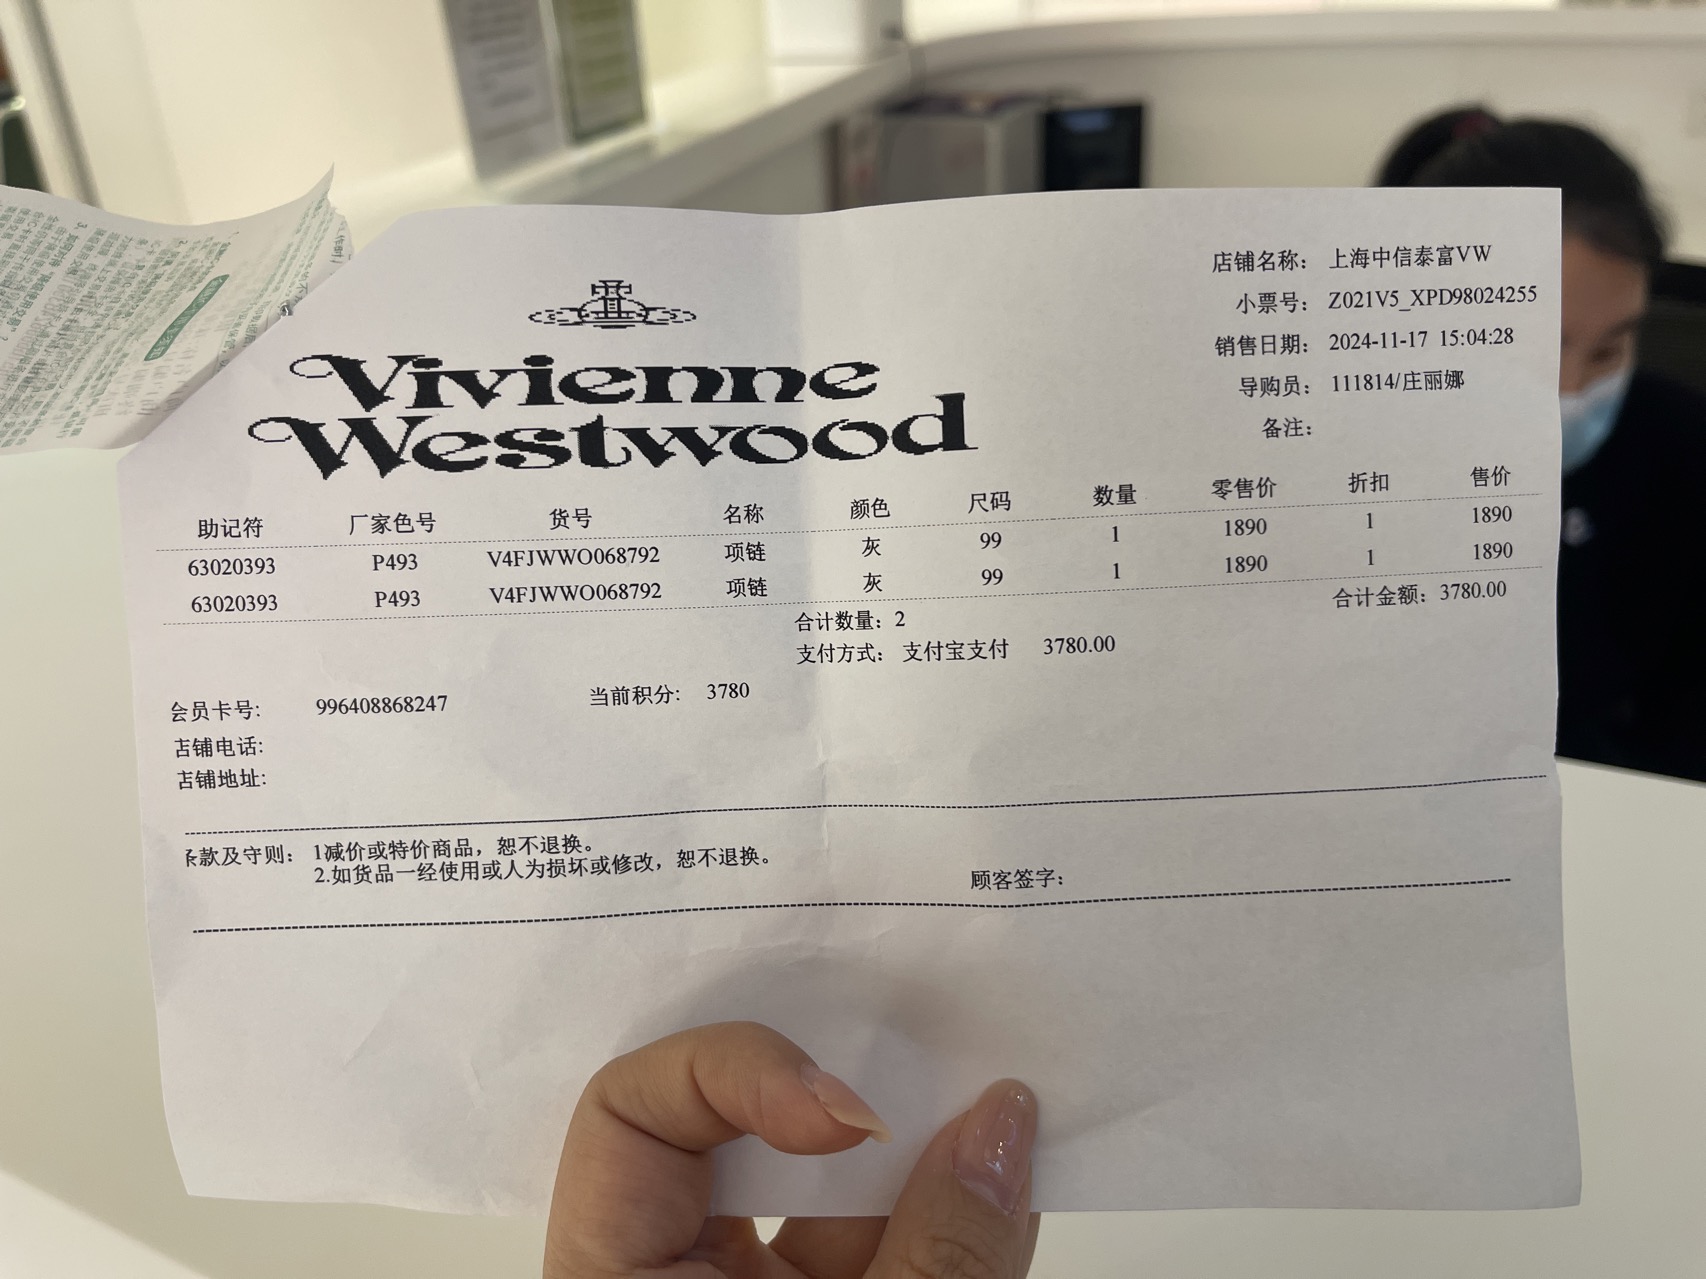 Vivienne
Westwood
店铺名称： 上海中信泰富VW
小票号： Z021V5_XPD98024255
销售日期： 2024-11-17 15:04:28
导购员： 111814/庄丽娜
备注：
助记符 厂家色号 货号 名称 颜色 尺码 数量 零售价 折扣 售价
63020393 P493 V4FJWWO068792 项链 灰 99 1 1890 1 1890
63020393 P493 V4FJWWO068792 项链 灰 99 1 1890 1 1890
合计数量：2 合计金额：3780.00
支付方式： 支付宝支付 3780.00
会员卡号: 996408868247 当前积分: 3780
店铺电话:
店铺地址:
条款及守则： 1减价或特价商品，恕不退换。
2.如货品一经使用或人为损坏或修改，恕不退换。
顾客签字：